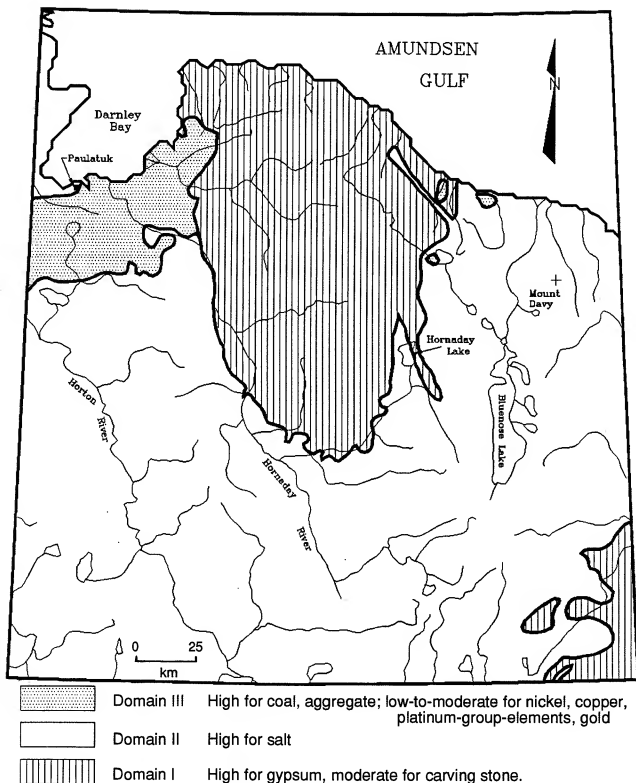 AMUNDSEN
GULF
N
Darnley
Bay
Paulatuk
Mount
Davy
Hornaday
Lake
Horton
River
Bluenose Lake
Hornaday
River
0 25
km
Domain III High for coal, aggregate; low-to-moderate for nickel, copper,
platinum-group-elements, gold
Domain II High for salt
Domain I High for gypsum, moderate for carving stone.